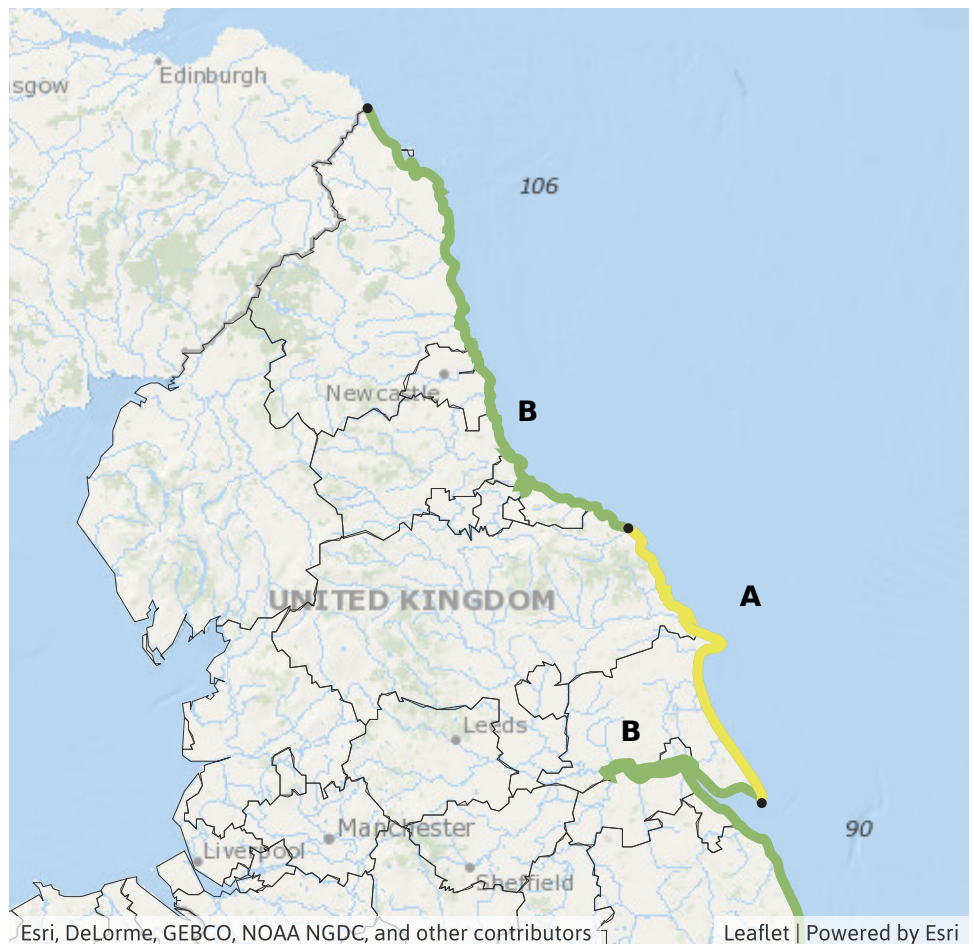 Edinburgh
sgow
106
Newcastle
B
A
UNITED KINGDOM
Leeds
B
Manchester
90
Liverpool
Sheffield
Esri, DeLorme, GEBCO, NOAA NGDC, and other contributors
Leaflet | Powered by Esri